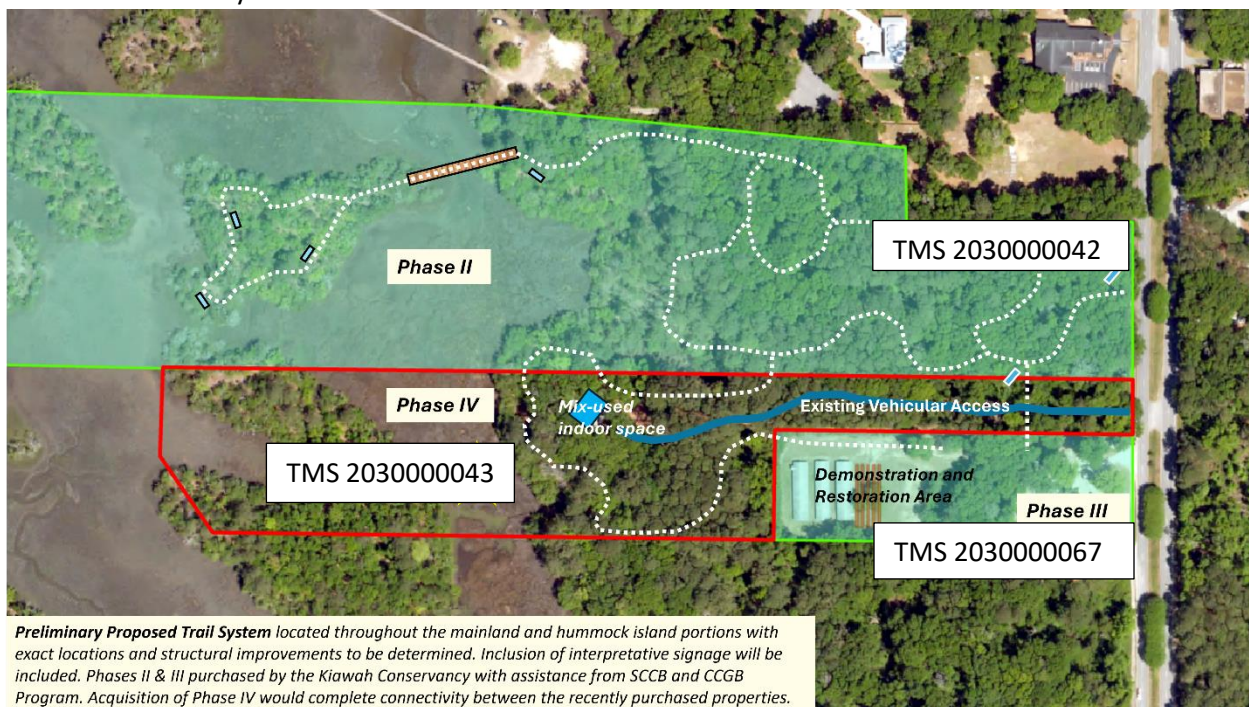 Phase II
TMS 2030000042
Phase IV
Mix-used
indoor space
Existing Vehicular Access
TMS 2030000043
Demonstration and
Restoration Area
Phase III
TMS 2030000067
Preliminary Proposed Trail System located throughout the mainland and hummock island portions with
exact locations and structural improvements to be determined. Inclusion of interpretative signage will be
included. Phases II & III purchased by the Kiawah Conservancy with assistance from SCCB and CCGB
Program. Acquisition of Phase IV would complete connectivity between the recently purchased properties.